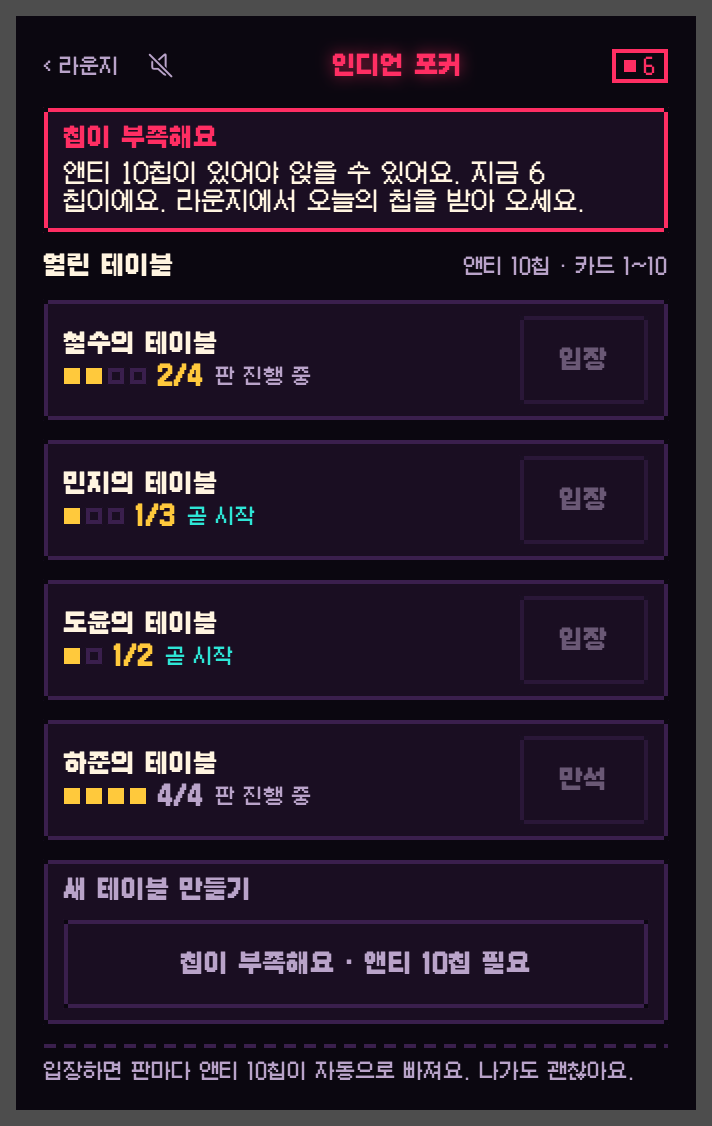 ‹ 라운지
인디언 포커
6
칩이 부족해요
앤티 10칩이 있어야 앉을 수 있어요. 지금 6
칩이에요. 라운지에서 오늘의 칩을 받아 오세요.
열린 테이블
앤티 10칩 · 카드 1~10
철수의 테이블
2/4 판 진행 중
입장
민지의 테이블
1/3 곧 시작
입장
도윤의 테이블
1/2 곧 시작
입장
하준의 테이블
4/4 판 진행 중
만석
새 테이블 만들기
칩이 부족해요 · 앤티 10칩 필요
입장하면 판마다 앤티 10칩이 자동으로 빠져요. 나가도 괜찮아요.